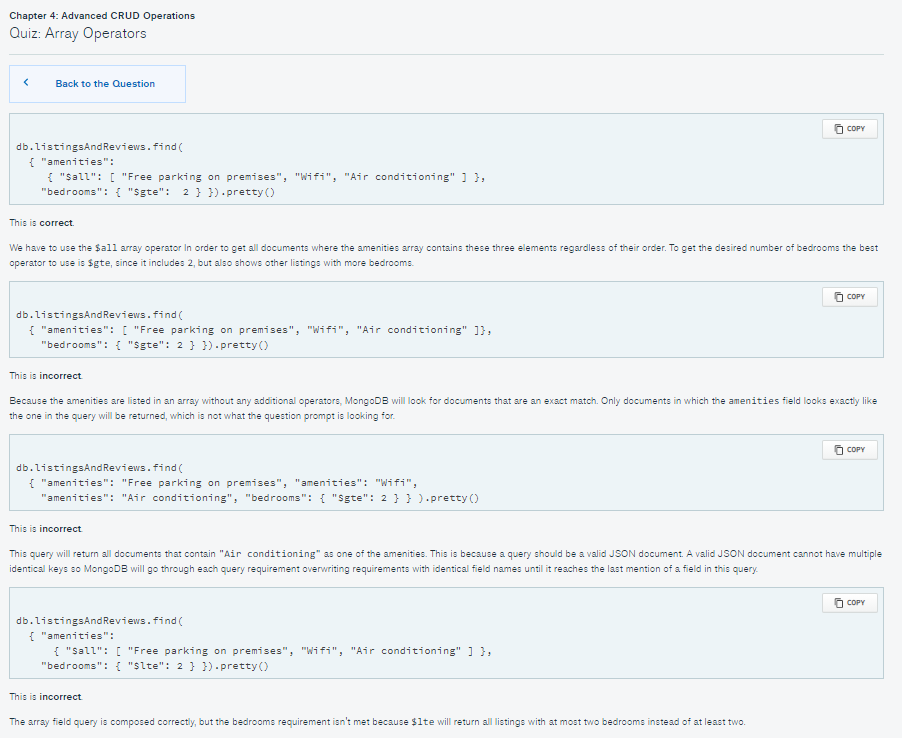 Chapter 4: Advanced CRUD Operations
Quiz: Array Operators
Back to the Question
COPY
db.listingsAndReviews.find(
{ "amenities":
{ "$all": [ "Free parking on premises", "Wifi", "Air conditioning" ] },
"bedrooms": { "$gte":  2 } }).pretty()
This is correct.
We have to use the $all array operator in order to get all documents where the amenities array contains these three elements regardless of their order. To get the desired number of bedrooms the best
operator to use is $gte, since it includes 2, but also shows other listings with more bedrooms.
COPY
db.listingsAndReviews.find(
{ "amenities": [ "Free parking on premises", "Wifi", "Air conditioning" ]},
"bedrooms": { "$gte": 2 } }).pretty()
This is incorrect.
Because the amenities are listed in an array without any additional operators, MongoDB will look for documents that are an exact match. Only documents in which the amenities field looks exactly like
the one in the query will be returned, which is not what the question prompt is looking for.
COPY
db.listingsAndReviews.find(
{ "amenities": "Free parking on premises", "amenities": "Wifi",
"amenities": "Air conditioning", "bedrooms": { "$gte": 2 } } ).pretty()
This is incorrect.
This query will return all documents that contain "Air conditioning" as one of the amenities. This is because a query should be a valid JSON document. A valid JSON document cannot have multiple
identical keys so MongoDB will go through each query requirement overwriting requirements with identical field names until it reaches the last mention of a field in this query.
COPY
db.listingsAndReviews.find(
{ "amenities":
{ "$all": [ "Free parking on premises", "Wifi", "Air conditioning" ] },
"bedrooms": { "$lte": 2 } }).pretty()
This is incorrect.
The array field query is composed correctly, but the bedrooms requirement isn't met because $lte will return all listings with at most two bedrooms instead of at least two.